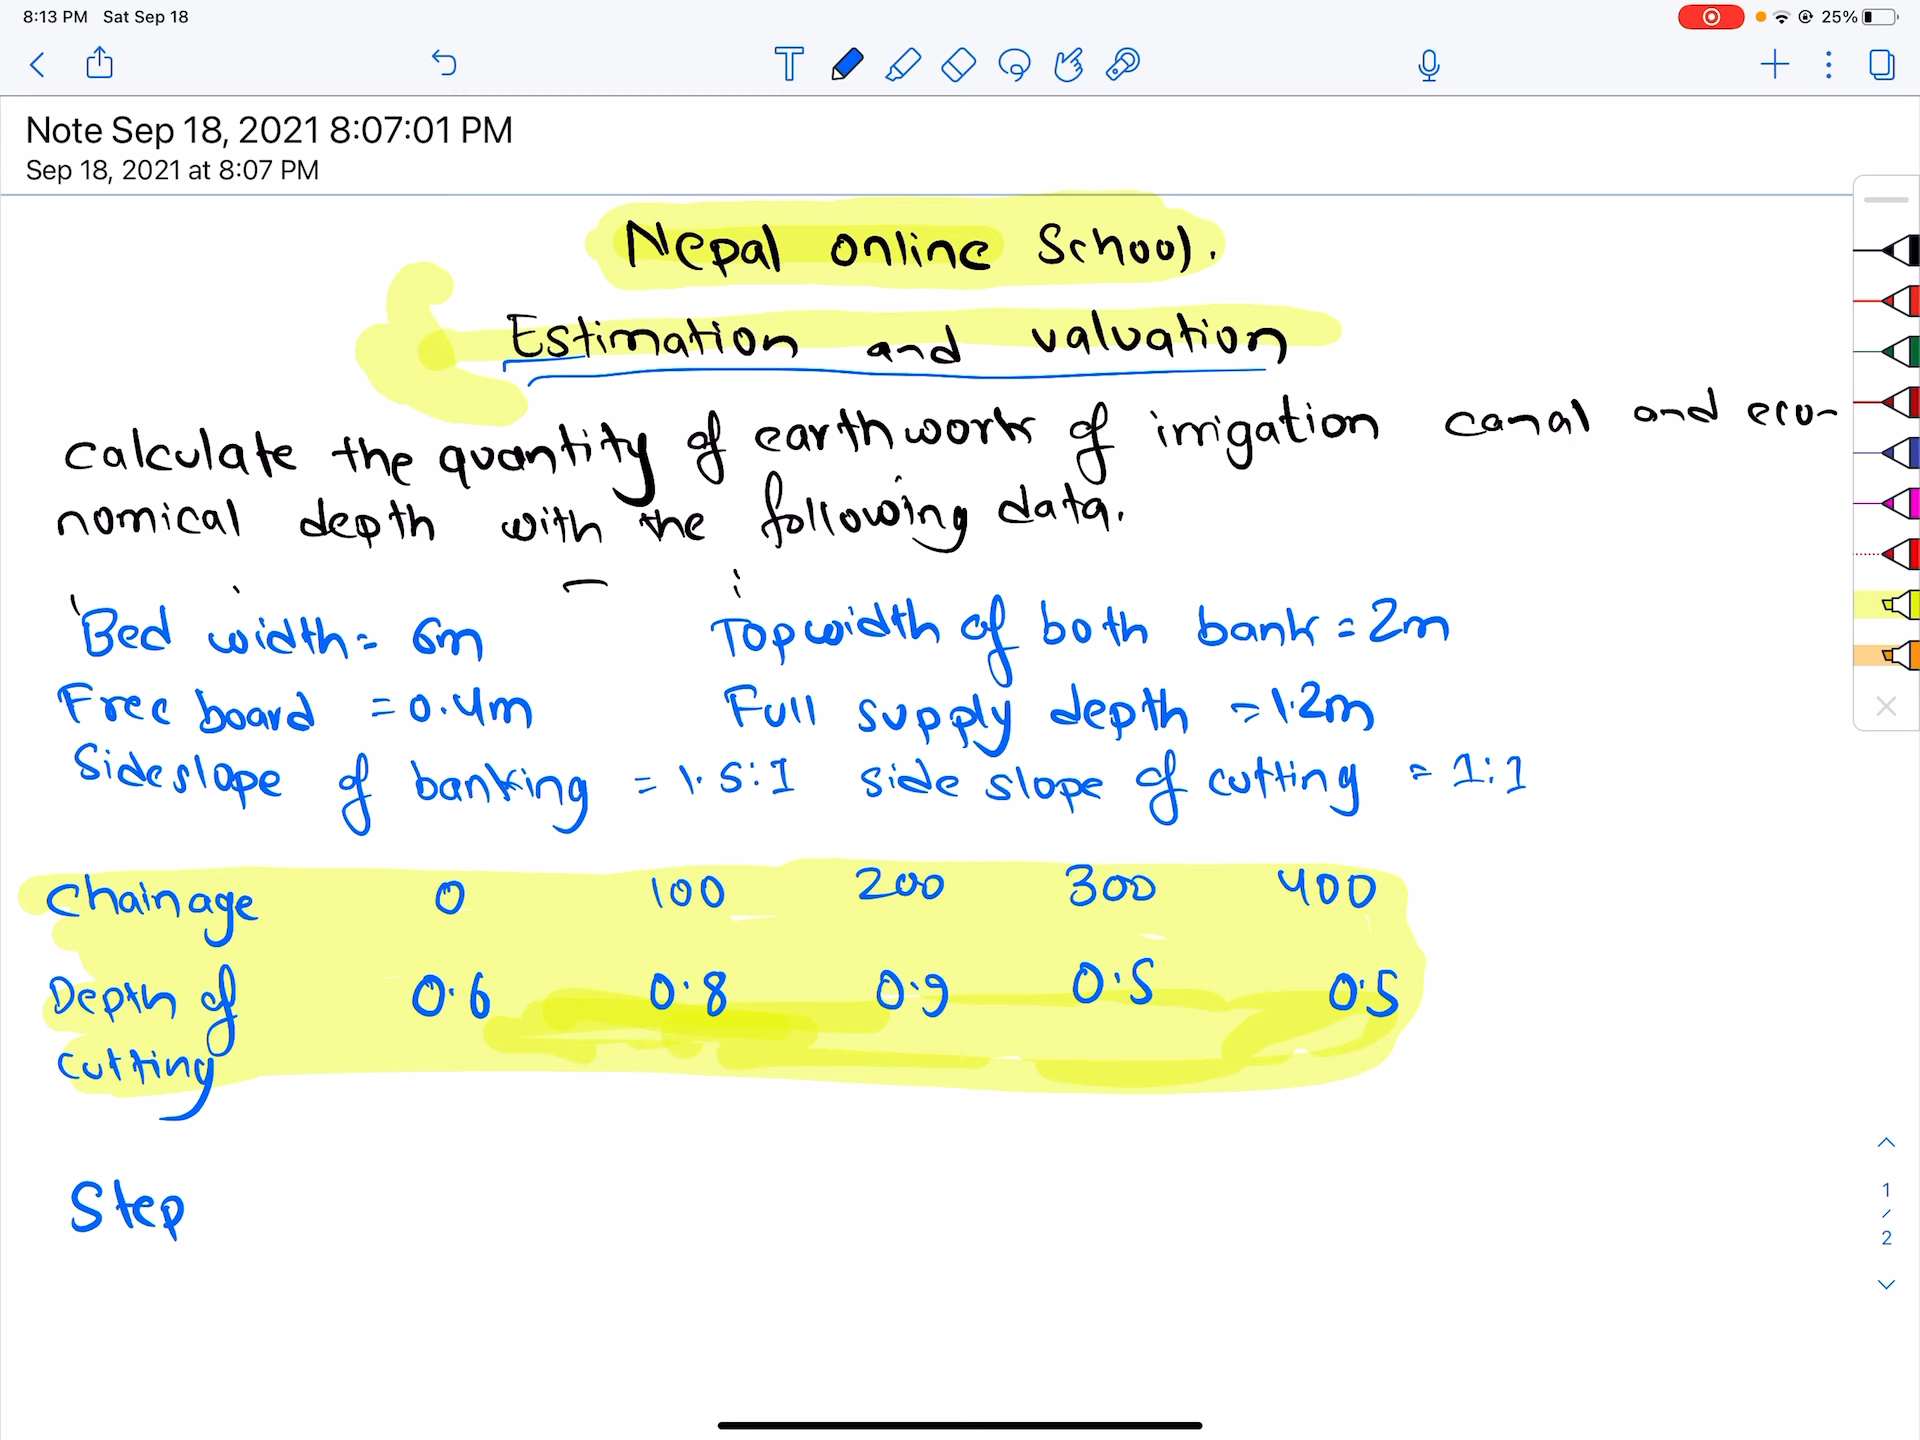 8:13 PM Sat Sep 18
25%
Note Sep 18, 2021 8:07:01 PM
Sep 18, 2021 at 8:07 PM
Nepal online School.
Estimation and valuation
calculate the quantity of earthwork of irrigation canal and eco-
nomical depth with the following data.
Bed width = 6m Top width of both bank = 2m
Free board = 0.4m Full supply depth = 1.2m
Side slope of banking = 1.5:1 side slope of cutting = 1:1
Chainage 0 100 200 300 400
Depth of 0.6 0.8 0.9 0.5 0.5
cutting
Step
1
/
2